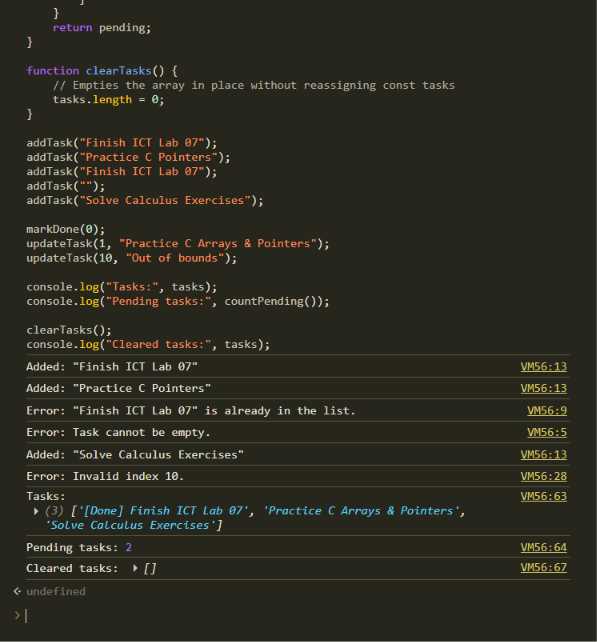 }
}
return pending;
}
function clearTasks() {
// Empties the array in place without reassigning const tasks
tasks.length = 0;
}
addTask("Finish ICT Lab 07");
addTask("Practice C Pointers");
addTask("Finish ICT Lab 07");
addTask("");
addTask("Solve Calculus Exercises");
markDone(0);
updateTask(1, "Practice C Arrays & Pointers");
updateTask(10, "Out of bounds");
console.log("Tasks:", tasks);
console.log("Pending tasks:", countPending());
clearTasks();
console.log("Cleared tasks:", tasks);
Added: "Finish ICT Lab 07" VM56:13
Added: "Practice C Pointers" VM56:13
Error: "Finish ICT Lab 07" is already in the list. VM56:9
Error: Task cannot be empty. VM56:5
Added: "Solve Calculus Exercises" VM56:13
Error: Invalid index 10. VM56:28
Tasks: VM56:63
(3) ['[Done] Finish ICT Lab 07', 'Practice C Arrays & Pointers',
'Solve Calculus Exercises']
Pending tasks: 2 VM56:64
Cleared tasks: [] VM56:67
undefined